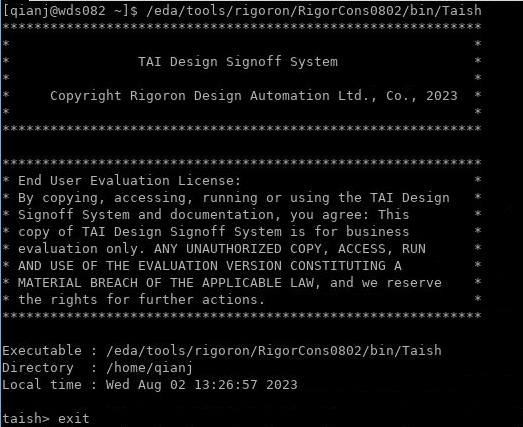 [qianj@wds082 ~]$ /eda/tools/rigoron/RigorCons0802/bin/Taish
************************************************************
*                                                          *
*                TAI Design Signoff System                 *
*                                                          *
*     Copyright Rigoron Design Automation Ltd., Co., 2023  *
*                                                          *
************************************************************

************************************************************
* End User Evaluation License:                             *
* By copying, accessing, running or using the TAI Design   *
* Signoff System and documentation, you agree: This        *
* copy of TAI Design Signoff System is for business        *
* evaluation only. ANY UNAUTHORIZED COPY, ACCESS, RUN      *
* AND USE OF THE EVALUATION VERSION CONSTITUTING A         *
* MATERIAL BREACH OF THE APPLICABLE LAW, and we reserve    *
* the rights for further actions.                          *
************************************************************

Executable : /eda/tools/rigoron/RigorCons0802/bin/Taish
Directory  : /home/qianj
Local time : Wed Aug 02 13:26:57 2023

taish> exit